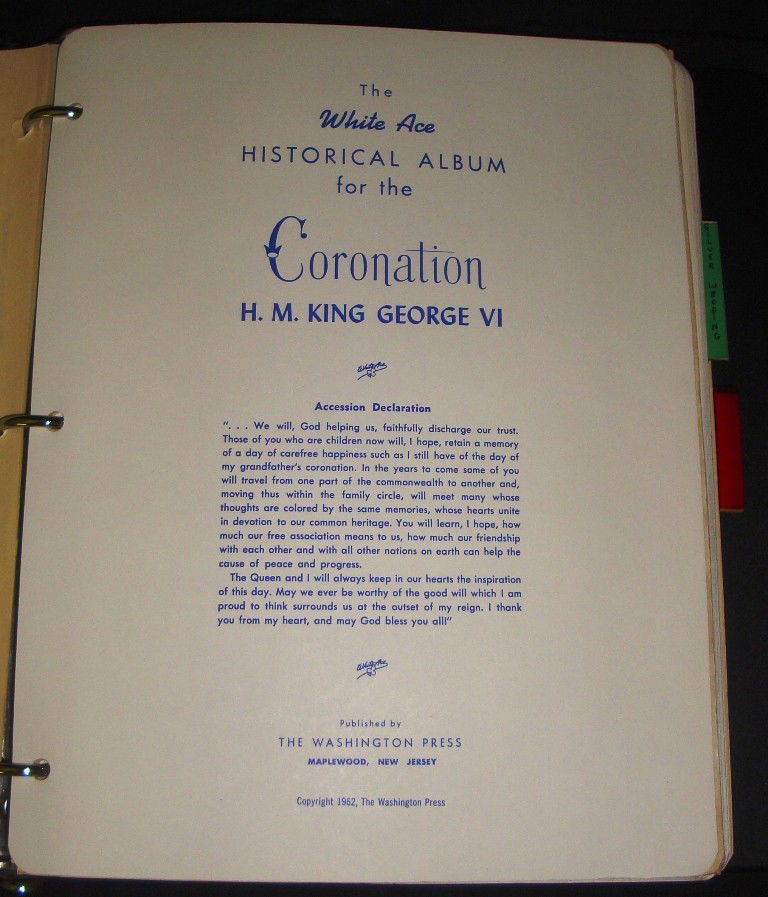 The
White Ace
HISTORICAL ALBUM
for the
Coronation
H. M. KING GEORGE VI
White Ace
Accession Declaration
". . . We will, God helping us, faithfully discharge our trust.
Those of you who are children now will, I hope, retain a memory
of a day of carefree happiness such as I still have of the day of
my grandfather's coronation. In the years to come some of you
will travel from one part of the commonwealth to another and,
moving thus within the family circle, will meet many whose
thoughts are colored by the same memories, whose hearts unite
in devotion to our common heritage. You will learn, I hope, how
much our free association means to us, how much our friendship
with each other and with all other nations on earth can help the
cause of peace and progress.
The Queen and I will always keep in our hearts the inspiration
of this day. May we ever be worthy of the good will which I am
proud to think surrounds us at the outset of my reign. I thank
you from my heart, and may God bless you all!"
White Ace
Published by
THE WASHINGTON PRESS
MAPLEWOOD, NEW JERSEY
Copyright 1962, The Washington Press
SILVER WEDDING